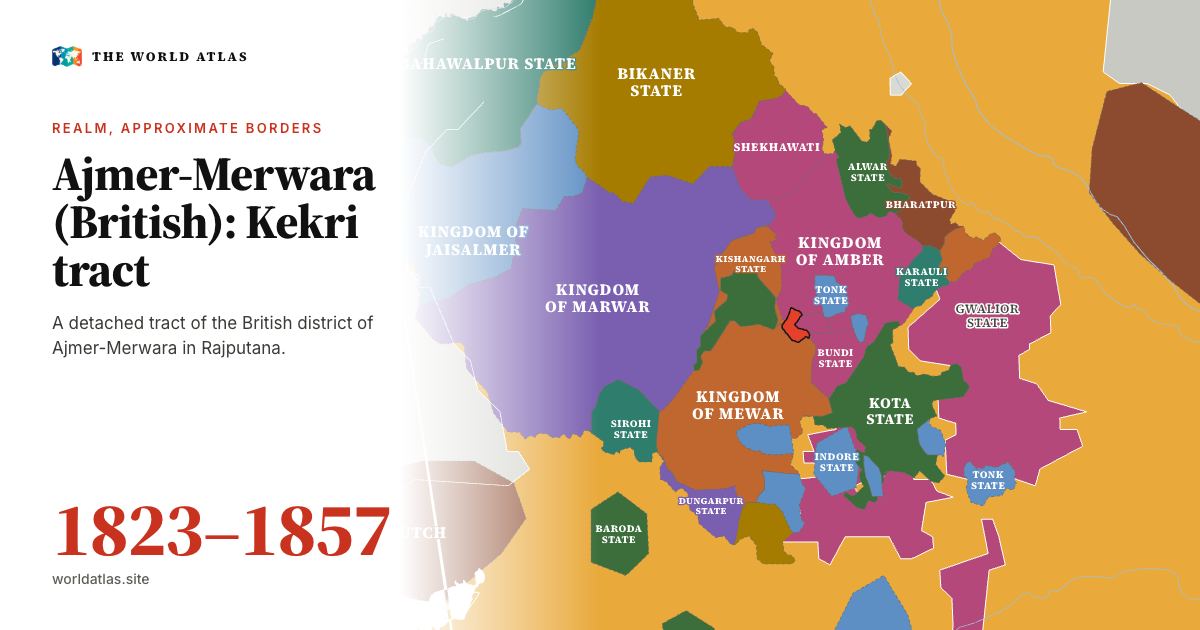 THE WORLD ATLAS
REALM, APPROXIMATE BORDERS
Ajmer-Merwara
(British): Kekri
tract
A detached tract of the British district of
Ajmer-Merwara in Rajputana.
1823–1857
worldatlas.site
AHAWALPUR STATE
BIKANER
STATE
SHEKHAWATI
ALWAR
STATE
BHARATPUR
KINGDOM OF
JAISALMER
KINGDOM
OF MARWAR
KISHANGARH
STATE
KINGDOM
OF AMBER
KARAULI
STATE
TONK
STATE
GWALIOR
STATE
BUNDI
STATE
KINGDOM
OF MEWAR
KOTA
STATE
SIROHI
STATE
INDORE
STATE
TONK
STATE
DUNGARPUR
STATE
BARODA
STATE
UTCH